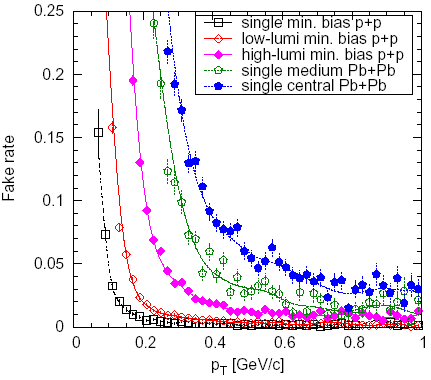 single min. bias p+p
low-lumi min. bias p+p
high-lumi min. bias p+p
single medium Pb+Pb
single central Pb+Pb
Fake rate
0.25
0.2
0.15
0.1
0.05
0
0 0.2 0.4 0.6 0.8 1
pT [GeV/c]